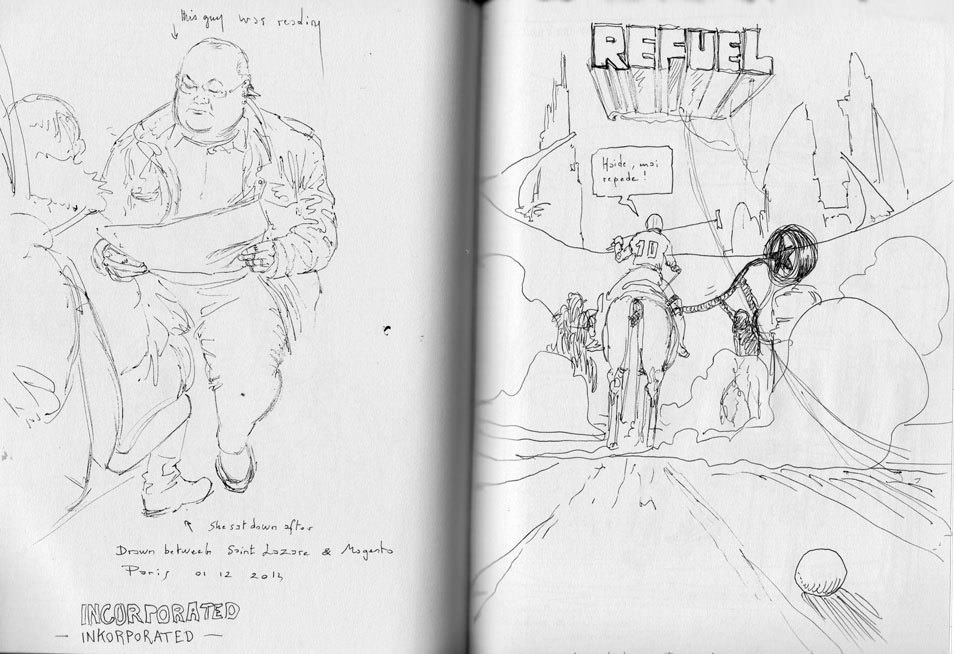 this guy was reading
she sat down after
Drawn between Saint Lazare & Magenta
Paris 01 12 2013
INCORPORATED
— INKORPORATED —
REFUEL
Haide, mai
repede!
10